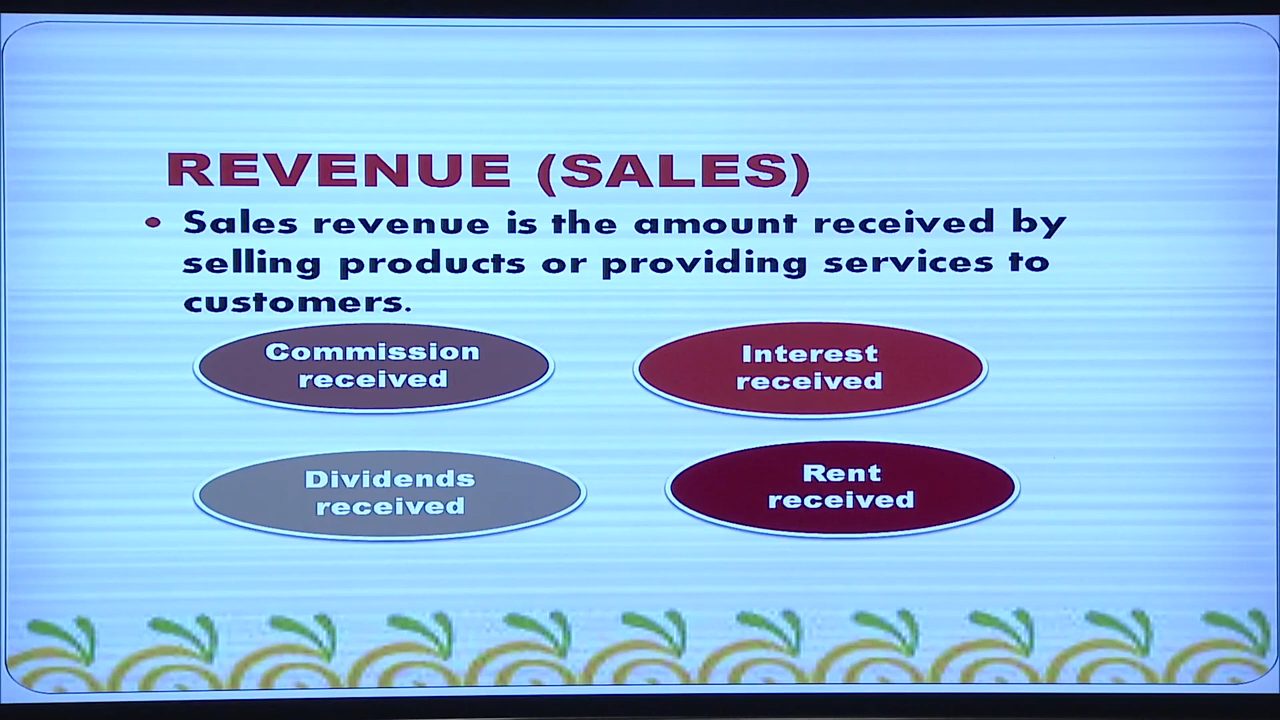 REVENUE (SALES)
• Sales revenue is the amount received by
selling products or providing services to
customers.
Commission
received
Interest
received
Dividends
received
Rent
received